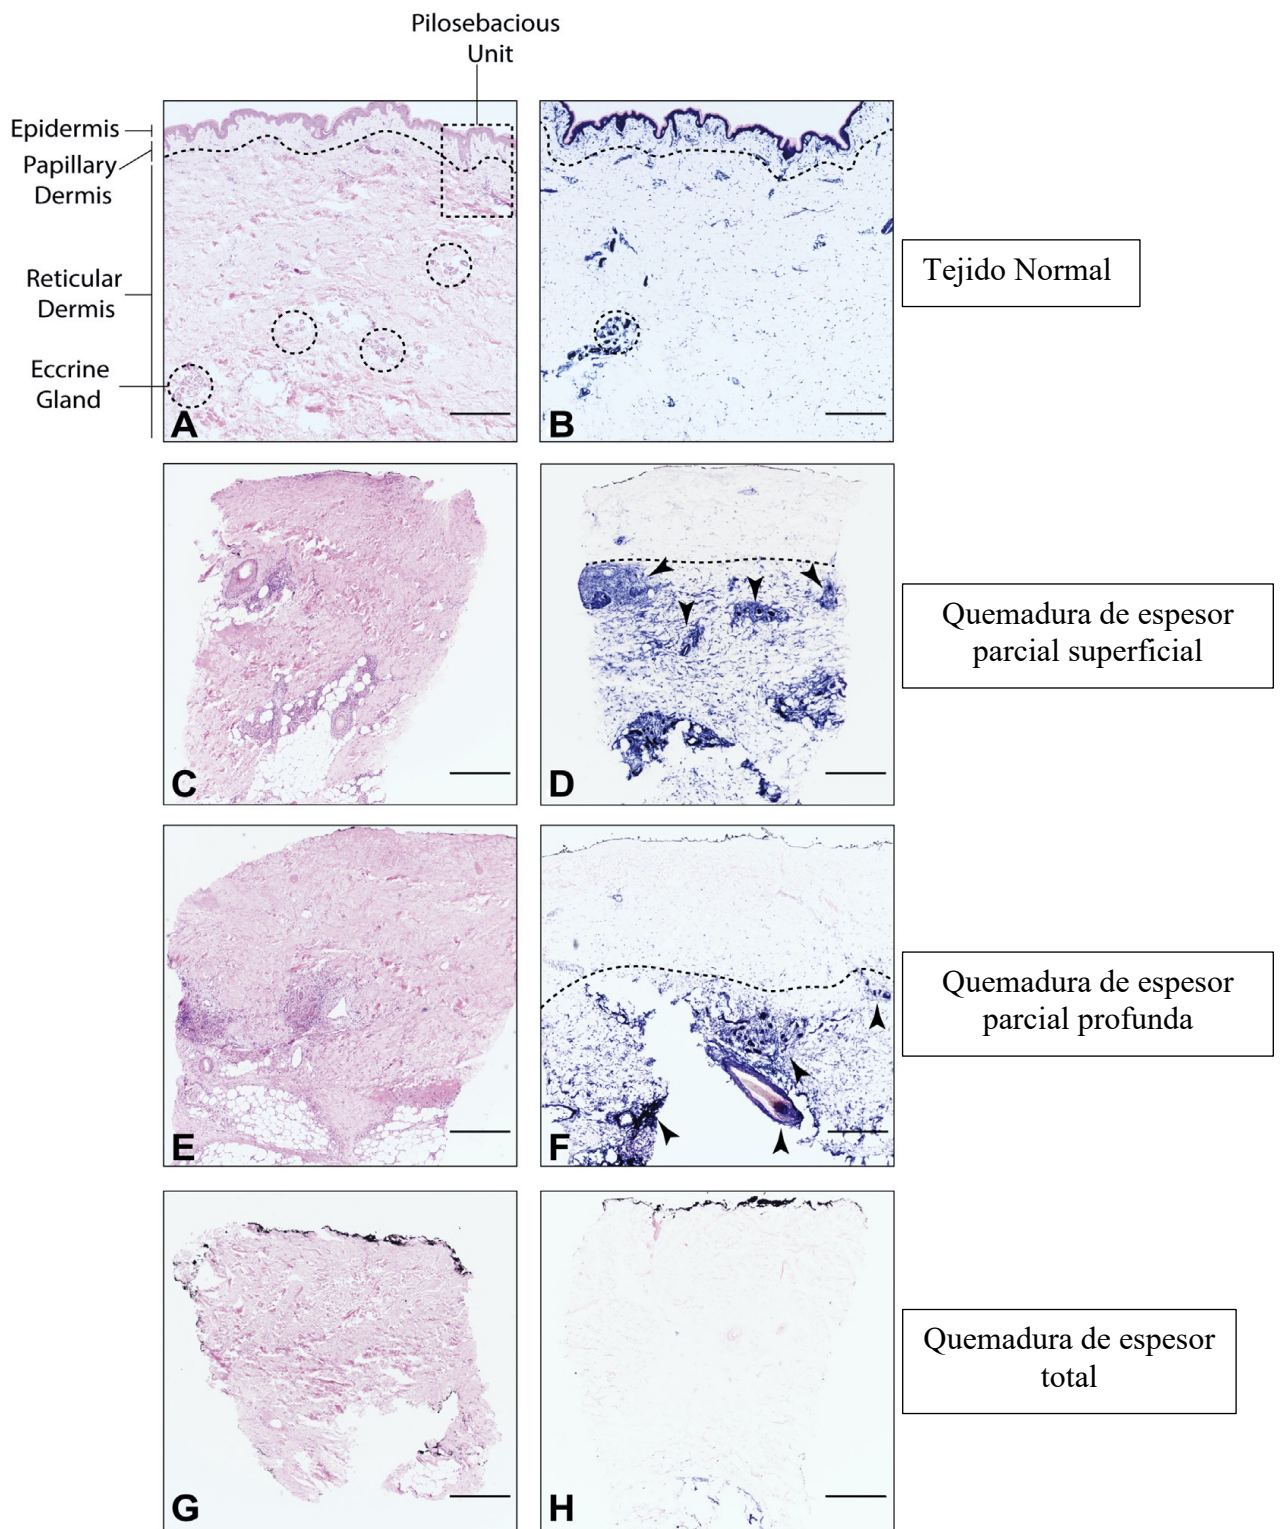 Pilosebacious
Unit
Epidermis
Papillary
Dermis
Reticular
Dermis
Eccrine
Gland
A
B
Tejido Normal
C
D
Quemadura de espesor
parcial superficial
E
F
Quemadura de espesor
parcial profunda
G
H
Quemadura de espesor
total